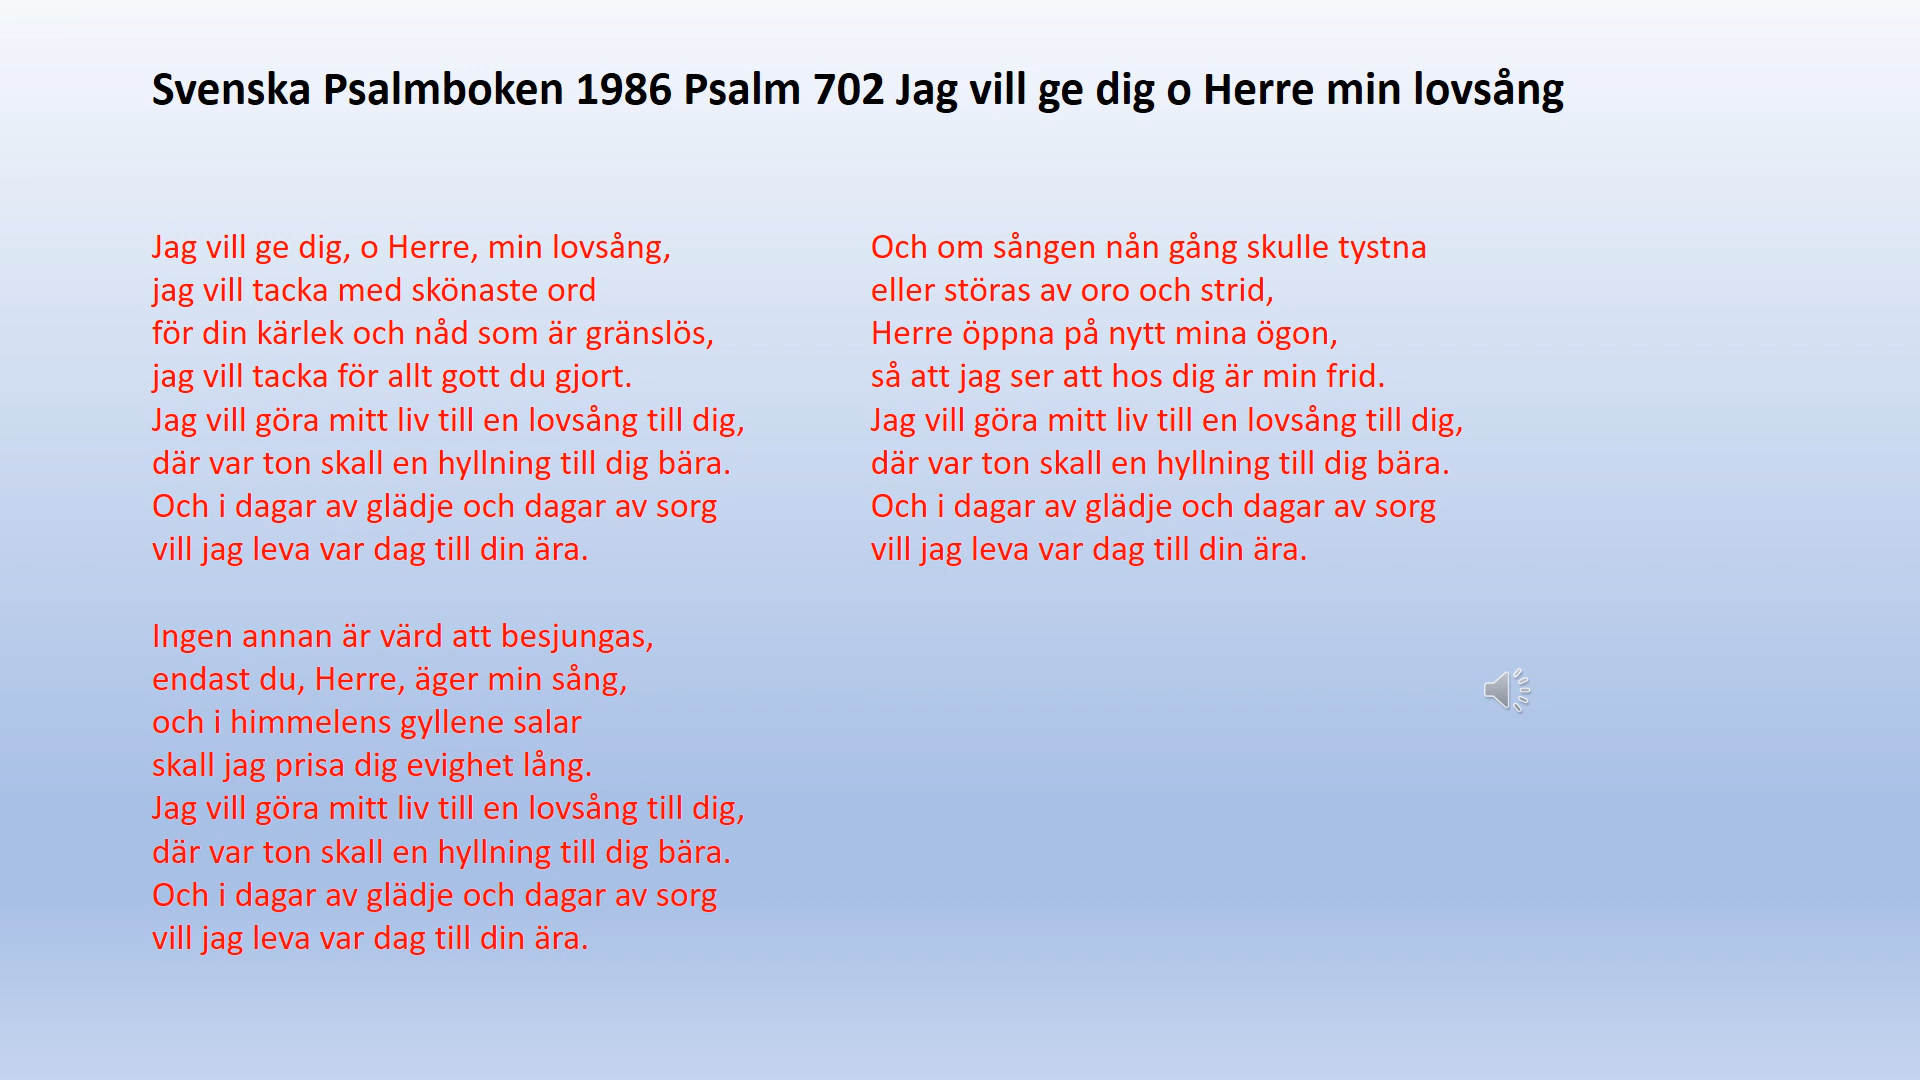 Svenska Psalmboken 1986 Psalm 702 Jag vill ge dig o Herre min lovsång
Jag vill ge dig, o Herre, min lovsång,
jag vill tacka med skönaste ord
för din kärlek och nåd som är gränslös,
jag vill tacka för allt gott du gjort.
Jag vill göra mitt liv till en lovsång till dig,
där var ton skall en hyllning till dig bära.
Och i dagar av glädje och dagar av sorg
vill jag leva var dag till din ära.
Ingen annan är värd att besjungas,
endast du, Herre, äger min sång,
och i himmelens gyllene salar
skall jag prisa dig evighet lång.
Jag vill göra mitt liv till en lovsång till dig,
där var ton skall en hyllning till dig bära.
Och i dagar av glädje och dagar av sorg
vill jag leva var dag till din ära.
Och om sången nån gång skulle tystna
eller störas av oro och strid,
Herre öppna på nytt mina ögon,
så att jag ser att hos dig är min frid.
Jag vill göra mitt liv till en lovsång till dig,
där var ton skall en hyllning till dig bära.
Och i dagar av glädje och dagar av sorg
vill jag leva var dag till din ära.